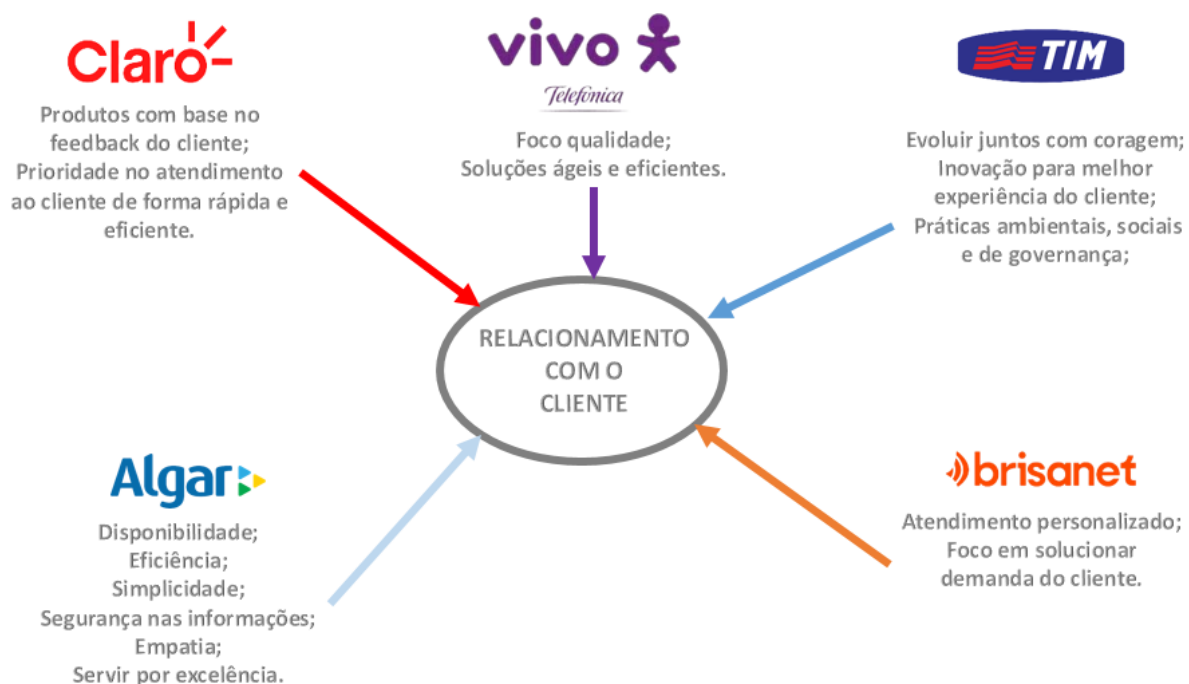 Claro
Produtos com base no
feedback do cliente;
Prioridade no atendimento
ao cliente de forma rápida e
eficiente.
vivo
Telefónica
Foco qualidade;
Soluções ágeis e eficientes.
TIM
Evoluir juntos com coragem;
Inovação para melhor
experiência do cliente;
Práticas ambientais, sociais
e de governança;
RELACIONAMENTO
COM O
CLIENTE
Algar
Disponibilidade;
Eficiência;
Simplicidade;
Segurança nas informações;
Empatia;
Servir por excelência.
brisanet
Atendimento personalizado;
Foco em solucionar
demanda do cliente.